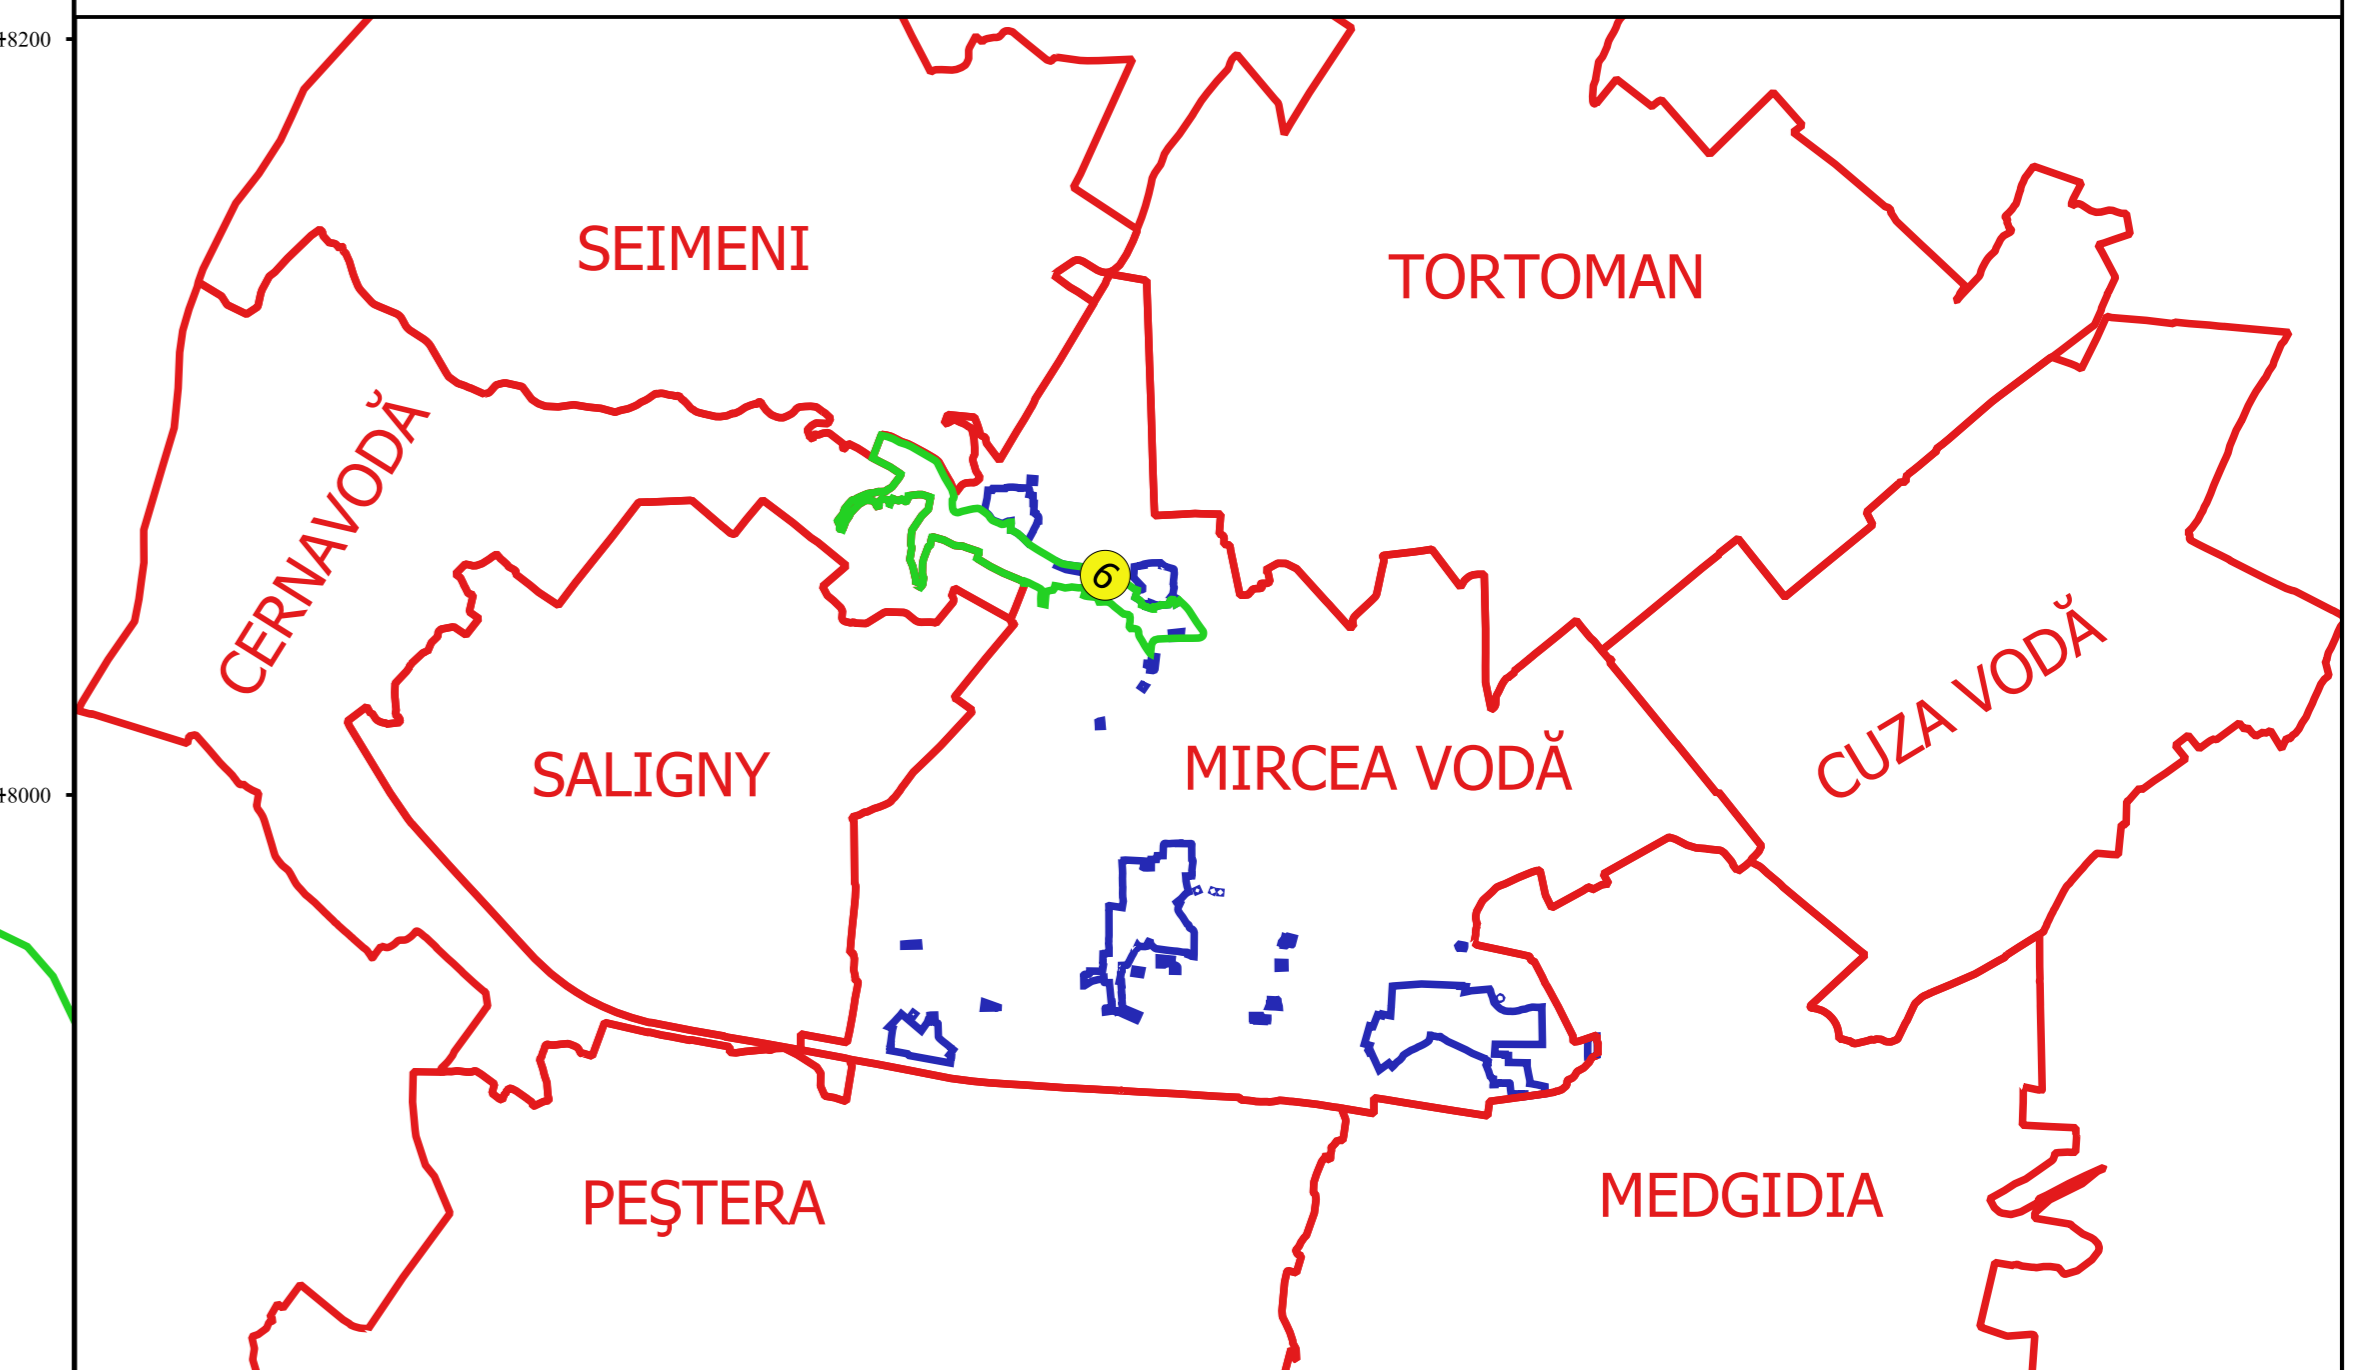 8200
SEIMENI
TORTOMAN
CERNAVODĂ
6
CUZA VODĂ
SALIGNY
MIRCEA VODĂ
8000
PEŞTERA
MEDGIDIA